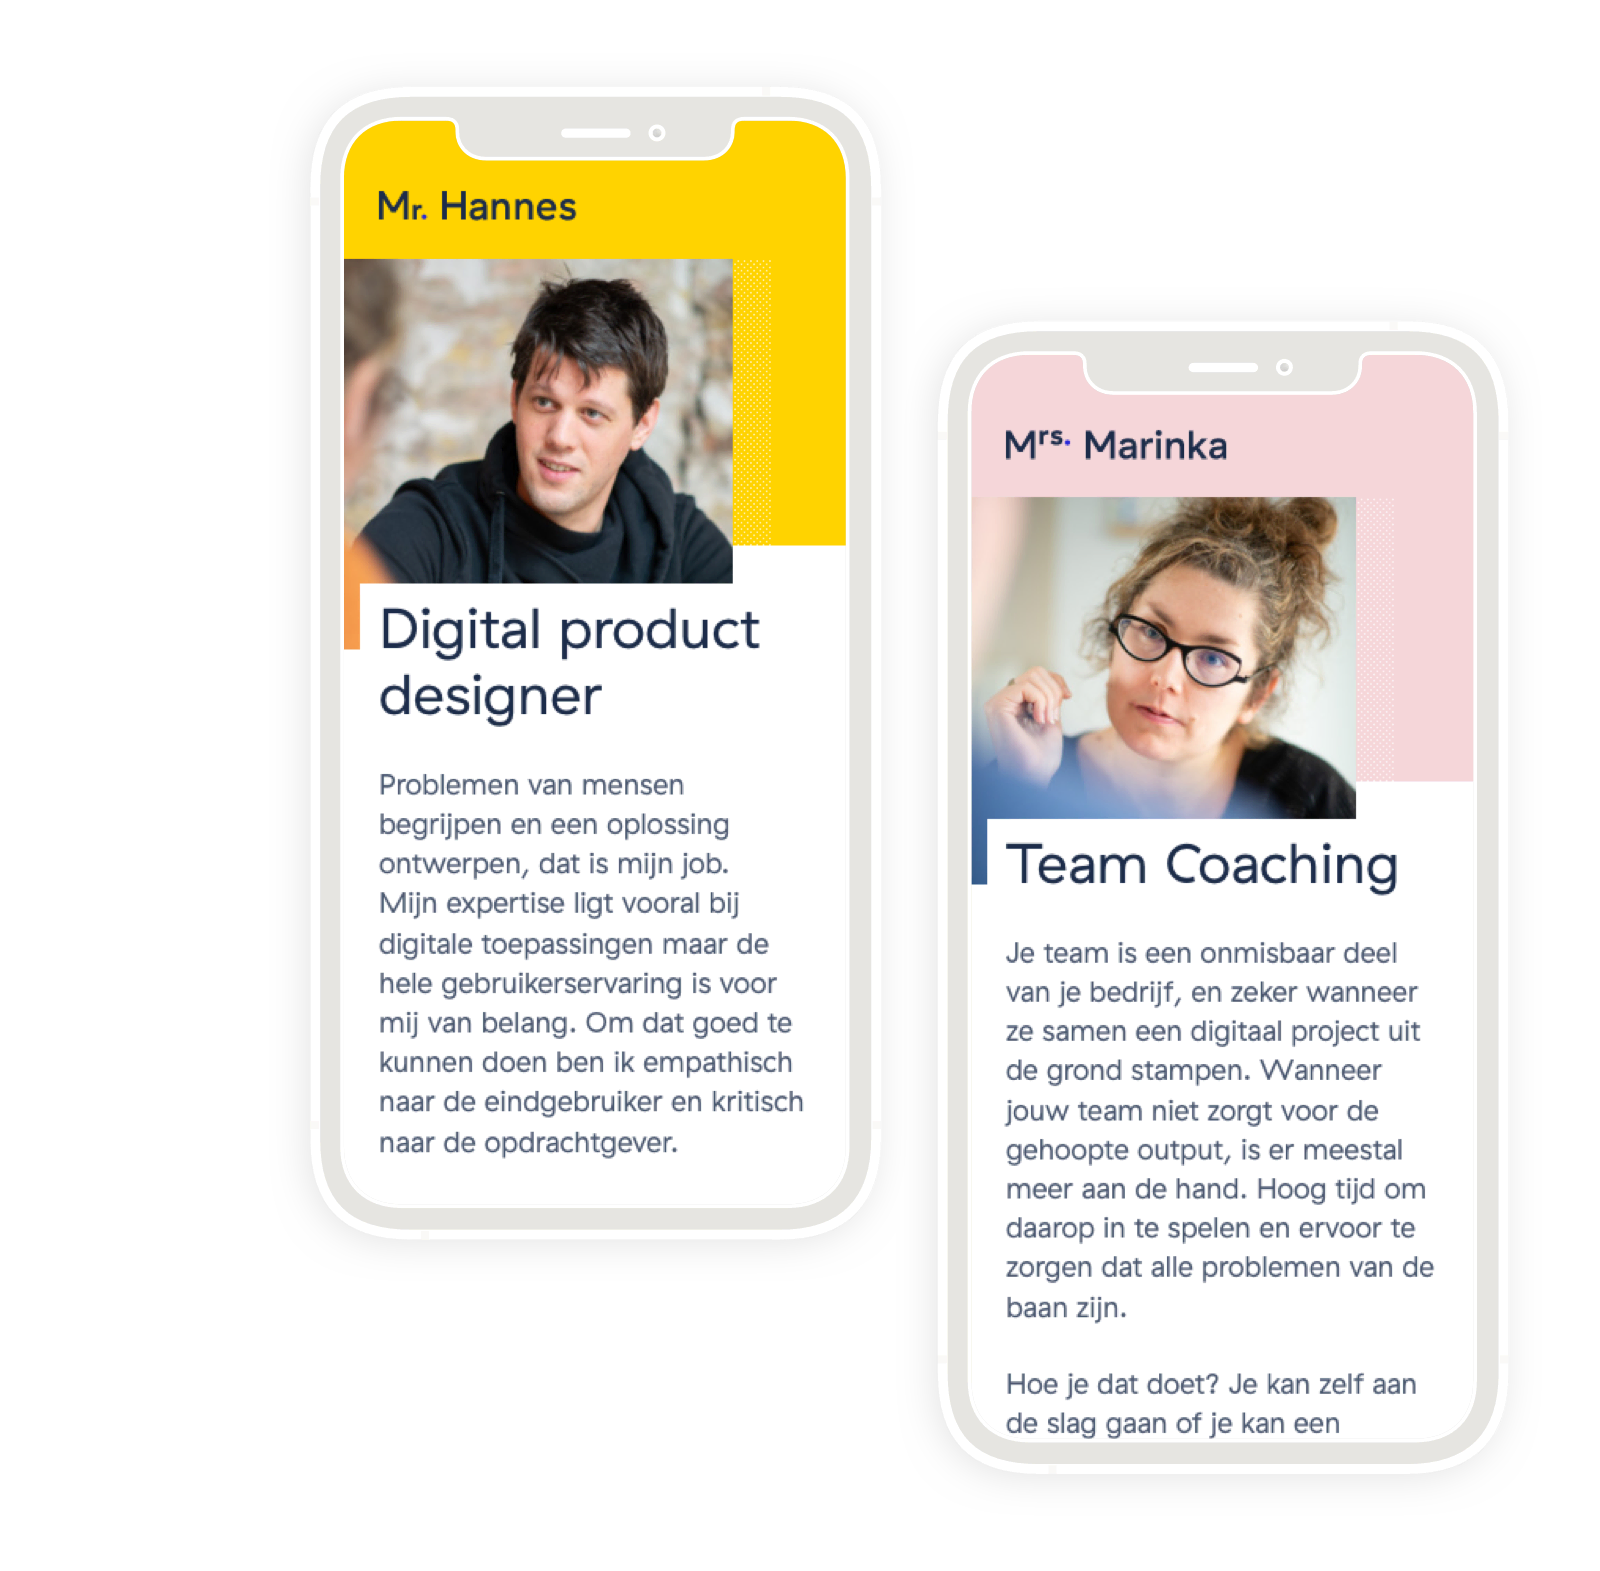 Mr. Hannes
Digital product
designer
Problemen van mensen
begrijpen en een oplossing
ontwerpen, dat is mijn job.
Mijn expertise ligt vooral bij
digitale toepassingen maar de
hele gebruikerservaring is voor
mij van belang. Om dat goed te
kunnen doen ben ik empathisch
naar de eindgebruiker en kritisch
naar de opdrachtgever.
Mrs. Marinka
Team Coaching
Je team is een onmisbaar deel
van je bedrijf, en zeker wanneer
ze samen een digitaal project uit
de grond stampen. Wanneer
jouw team niet zorgt voor de
gehoopte output, is er meestal
meer aan de hand. Hoog tijd om
daarop in te spelen en ervoor te
zorgen dat alle problemen van de
baan zijn.
Hoe je dat doet? Je kan zelf aan
de slag gaan of je kan een